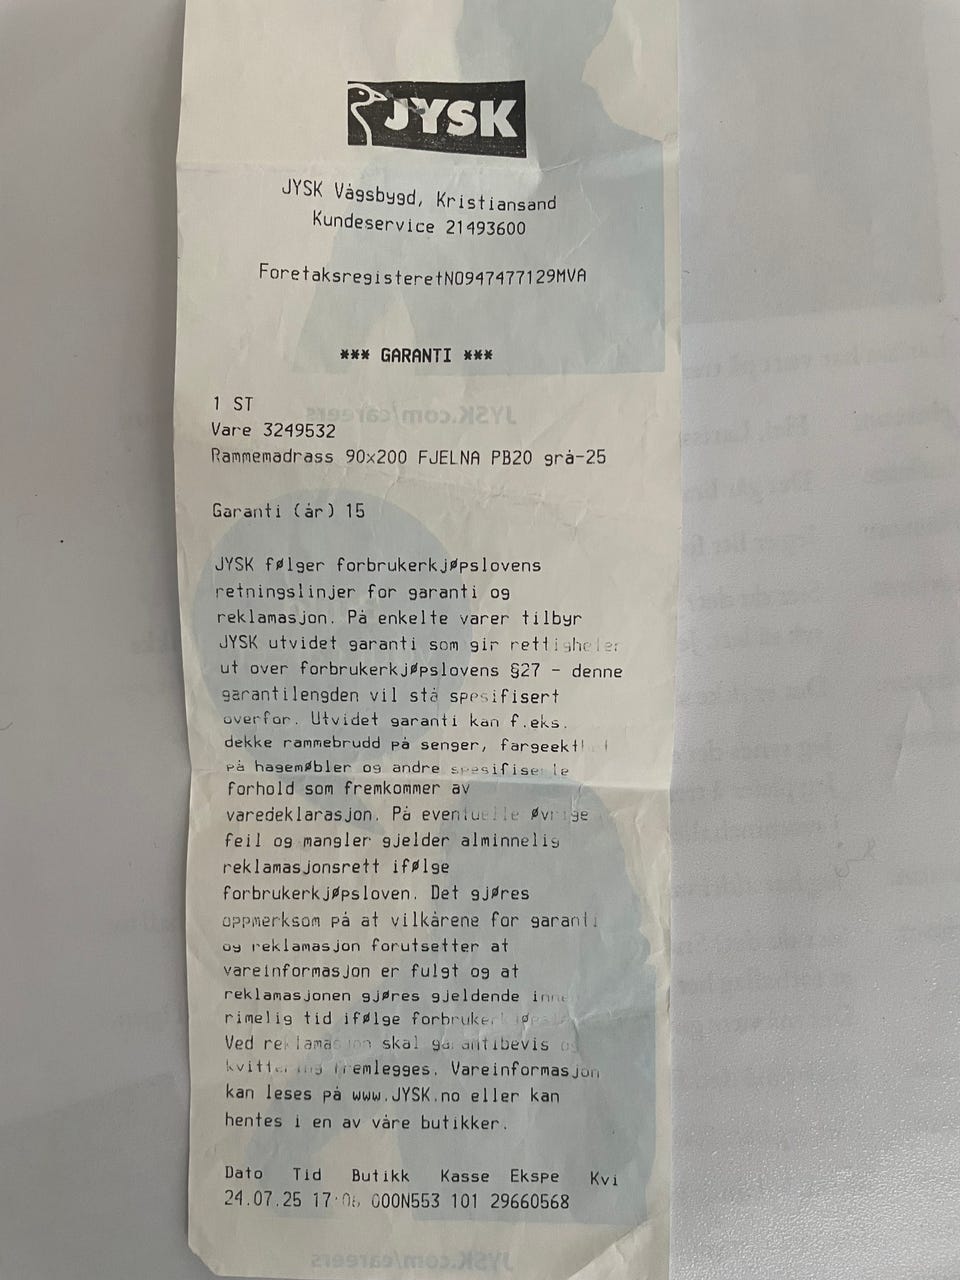 JYSK
JYSK Vågsbygd, Kristiansand
Kundeservice 21493600
ForetaksregisteretNO947477129MVA
*** GARANTI ***
1 ST
Vare 3249532
Rammemadrass 90x200 FJELNA PB20 grå-25
Garanti (år) 15
JYSK følger forbrukerkjøpslovens
retningslinjer for garanti og
reklamasjon. På enkelte varer tilbyr
JYSK utvidet garanti som gir rettigheter
ut over forbrukerkjøpslovens §27 - denne
garantilengden vil stå spesifisert
overfor. Utvidet garanti kan f.eks.
dekke rammebrudd på senger, fargeekthet
på hagemøbler og andre spesifiserte
forhold som fremkommer av
varedeklarasjon. På eventuelle øvrige
feil og mangler gjelder alminnelig
reklamasjonsrett ifølge
forbrukerkjøpsloven. Det gjøres
oppmerksom på at vilkårene for garanti
og reklamasjon forutsetter at
vareinformasjon er fulgt og at
reklamasjonen gjøres gjeldende innen
rimelig tid ifølge
Ved reklamasjon skal garantibevis og
kvittering fremlegges. Vareinformasjon
kan leses på www.JYSK.no eller kan
hentes i en av våre butikker.
Dato Tid Butikk Kasse Ekspe Kvi
24.07.25 000N553 101 29660568
JYSK.com/careers